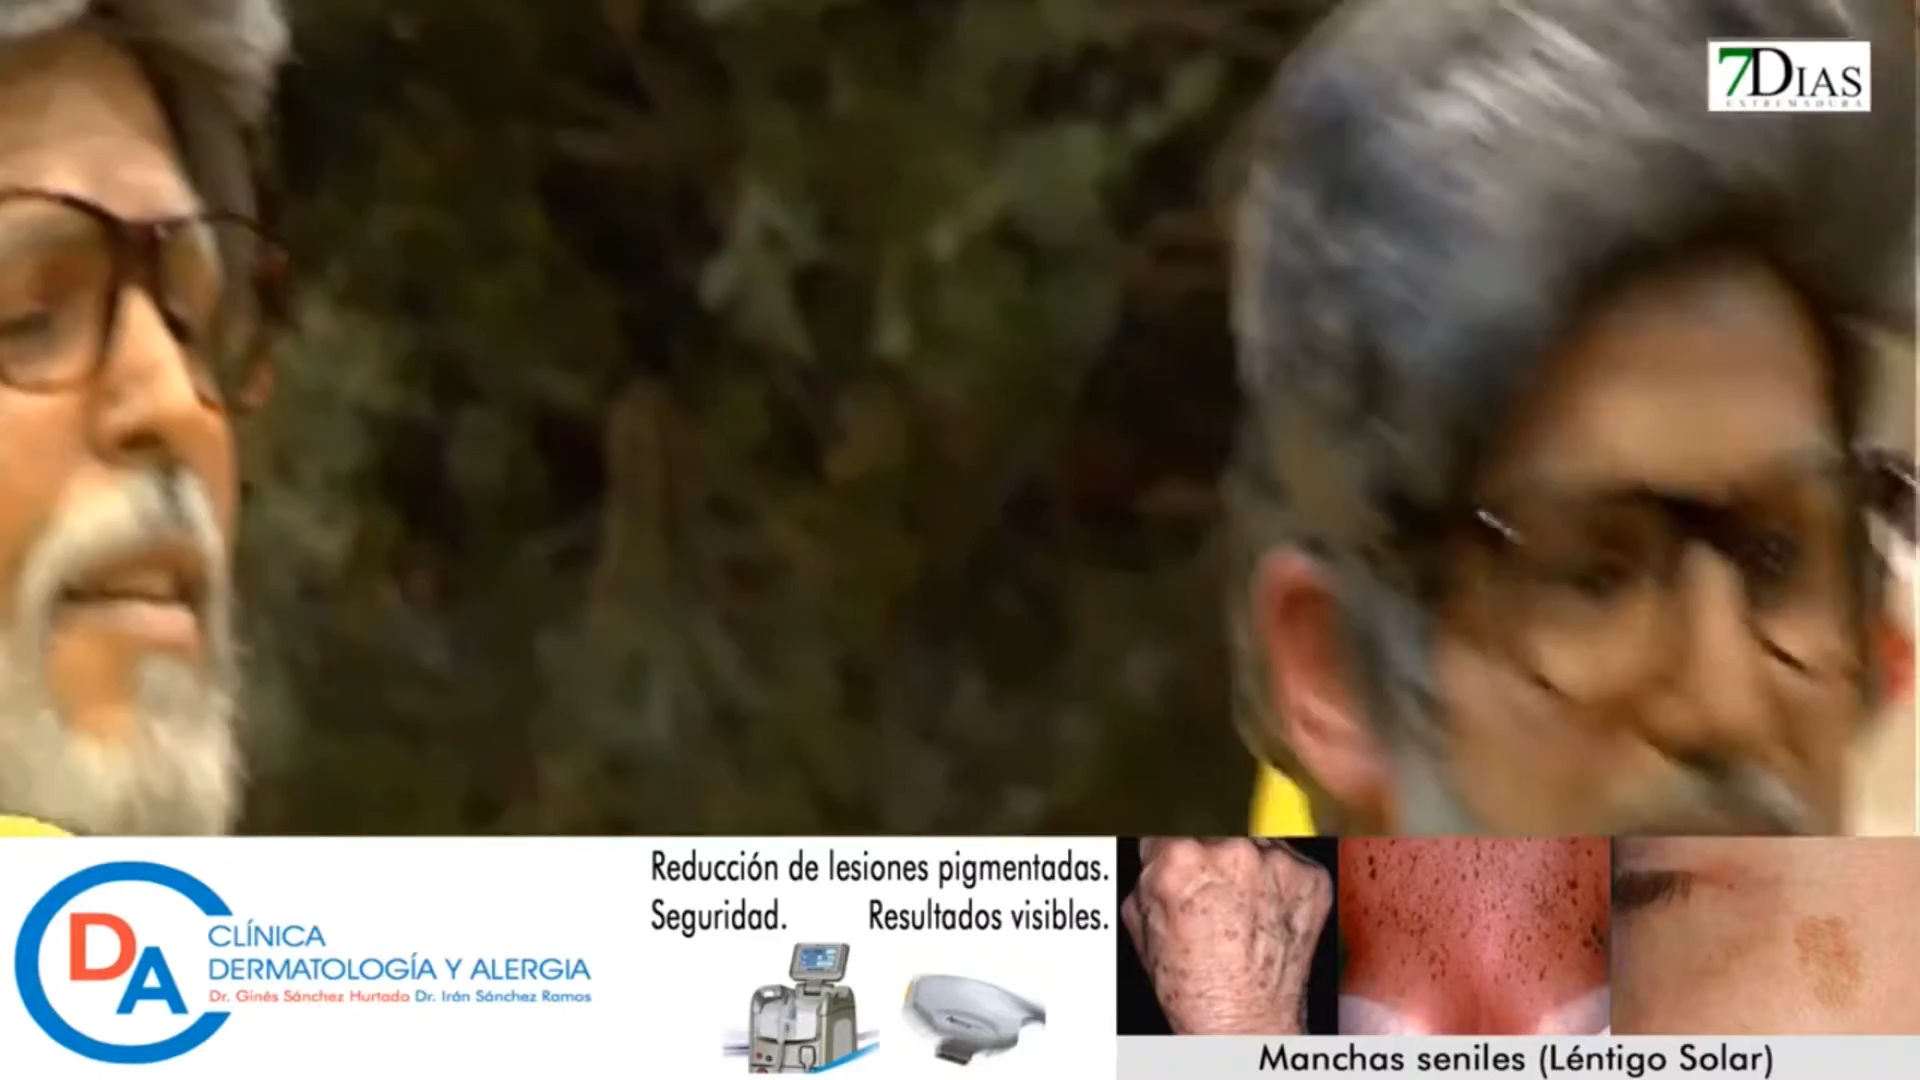 7DIAS
EXTREMADURA
Reducción de lesiones pigmentadas.
Seguridad. Resultados visibles.
DA
CLÍNICA
DERMATOLOGÍA Y ALERGIA
Dr. Ginés Sánchez Hurtado Dr. Irán Sánchez Ramos
Manchas seniles (Léntigo Solar)